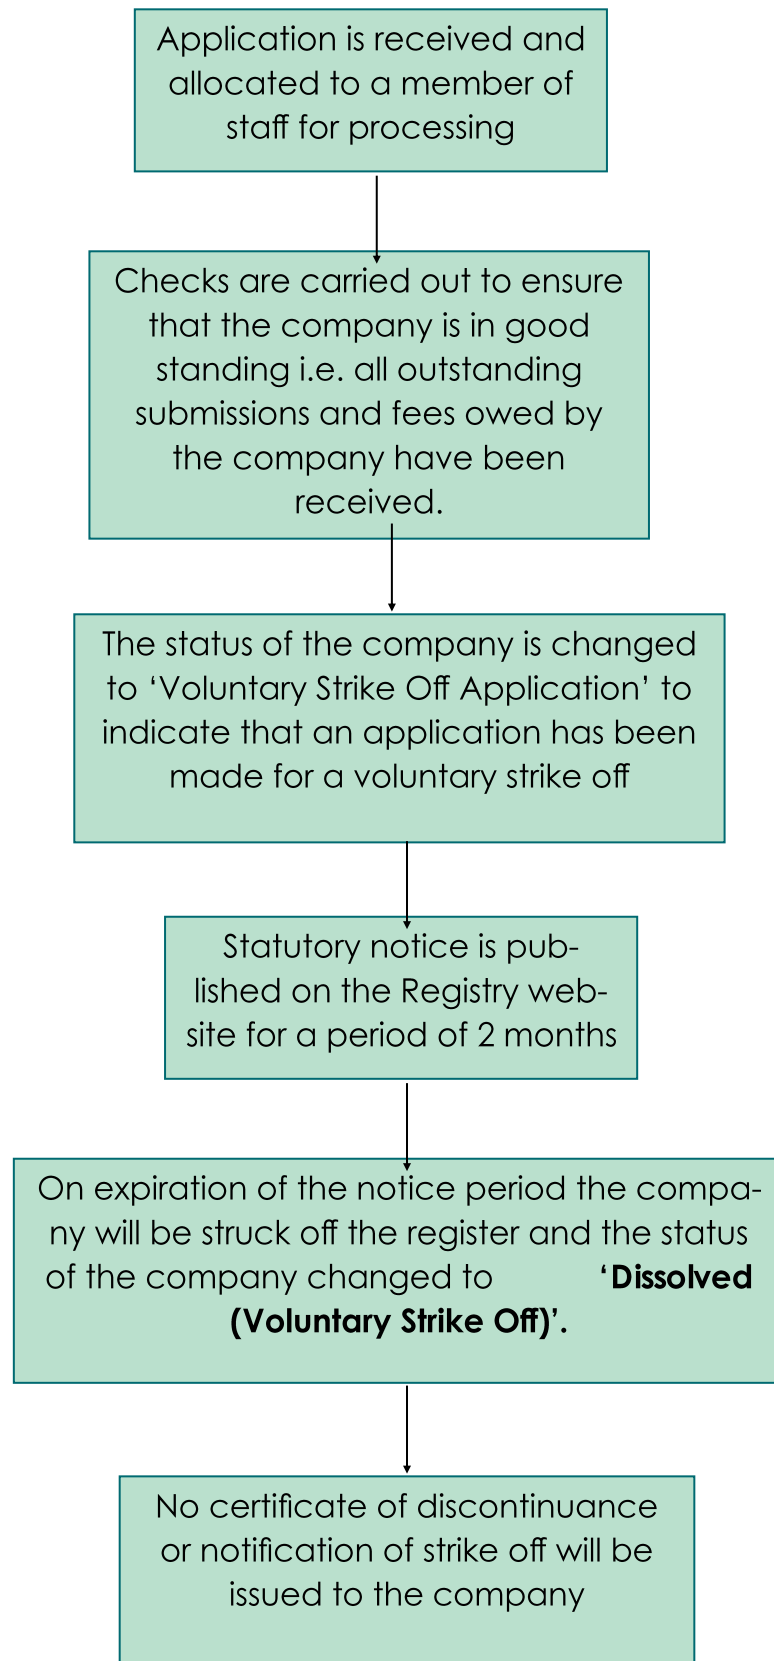 Application is received and
allocated to a member of
staff for processing
Checks are carried out to ensure
that the company is in good
standing i.e. all outstanding
submissions and fees owed by
the company have been
received.
The status of the company is changed
to ‘Voluntary Strike Off Application’ to
indicate that an application has been
made for a voluntary strike off
Statutory notice is pub-
lished on the Registry web-
site for a period of 2 months
On expiration of the notice period the compa-
ny will be struck off the register and the status
of the company changed to ‘Dissolved
(Voluntary Strike Off)’.
No certificate of discontinuance
or notification of strike off will be
issued to the company